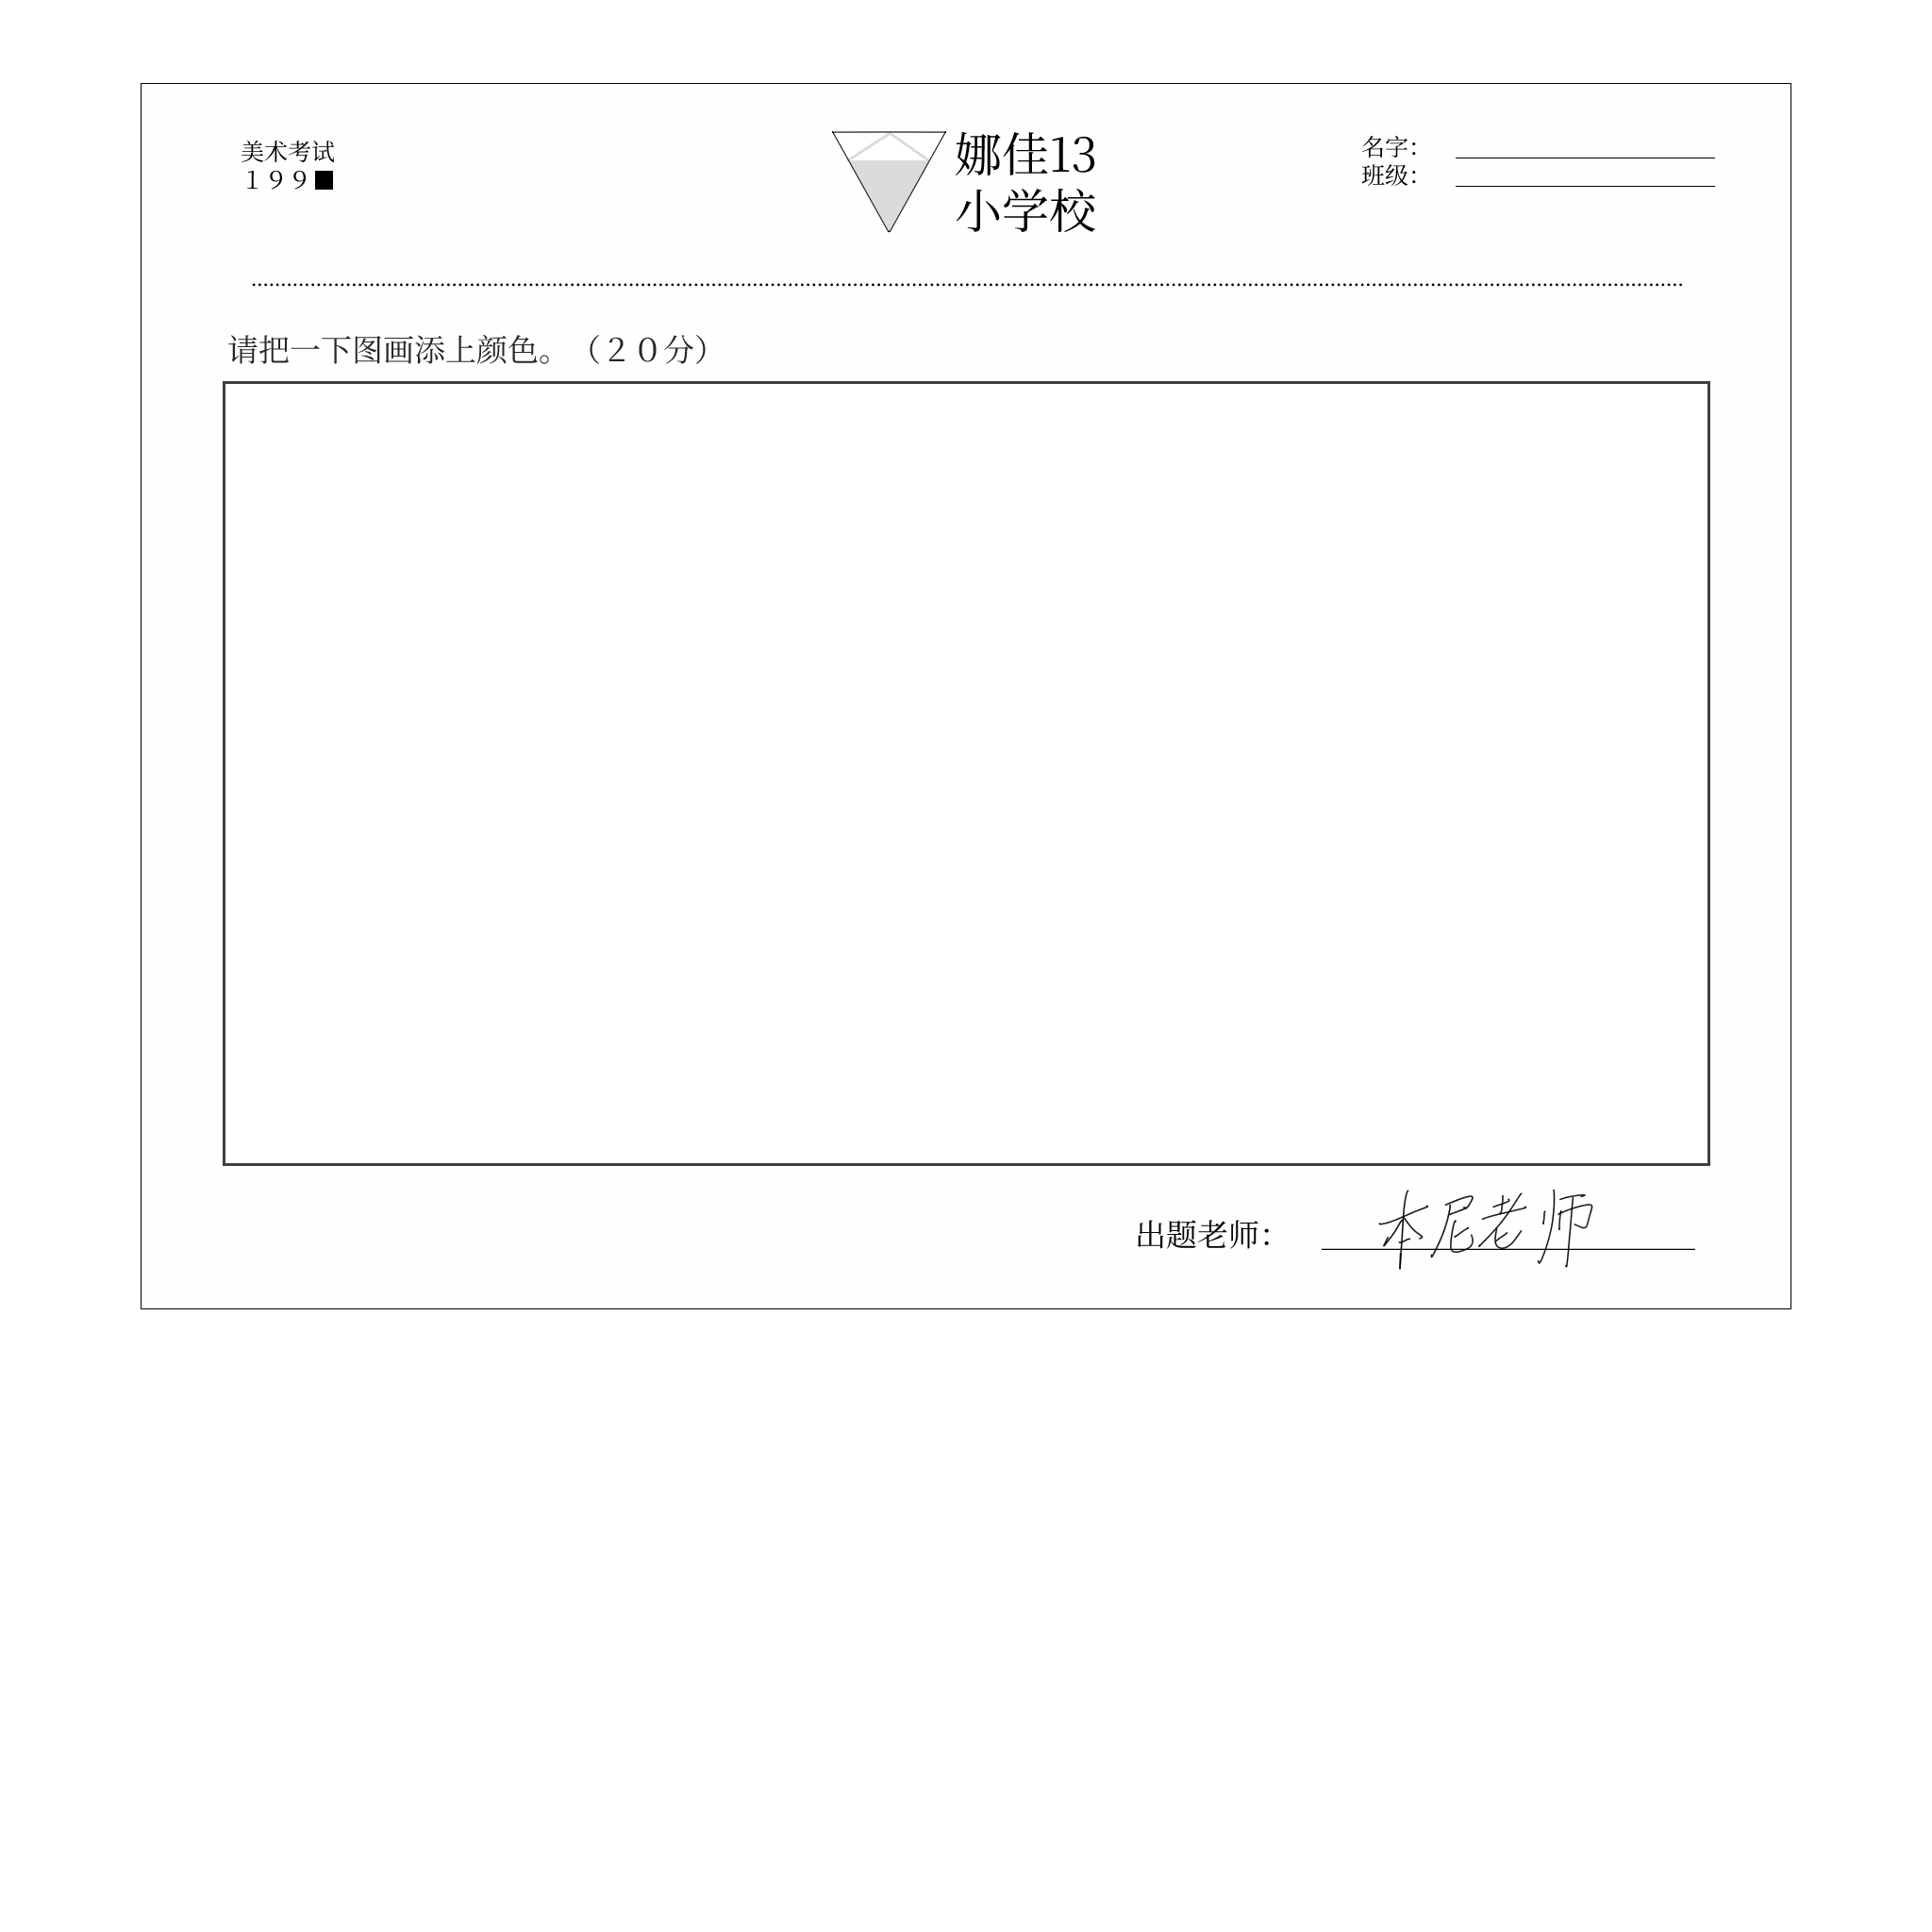 美术考试
１９９■
娜佳13
小学校
名字：
班级：
请把一下图画添上颜色。（２０分）
出题老师： 本尼老师